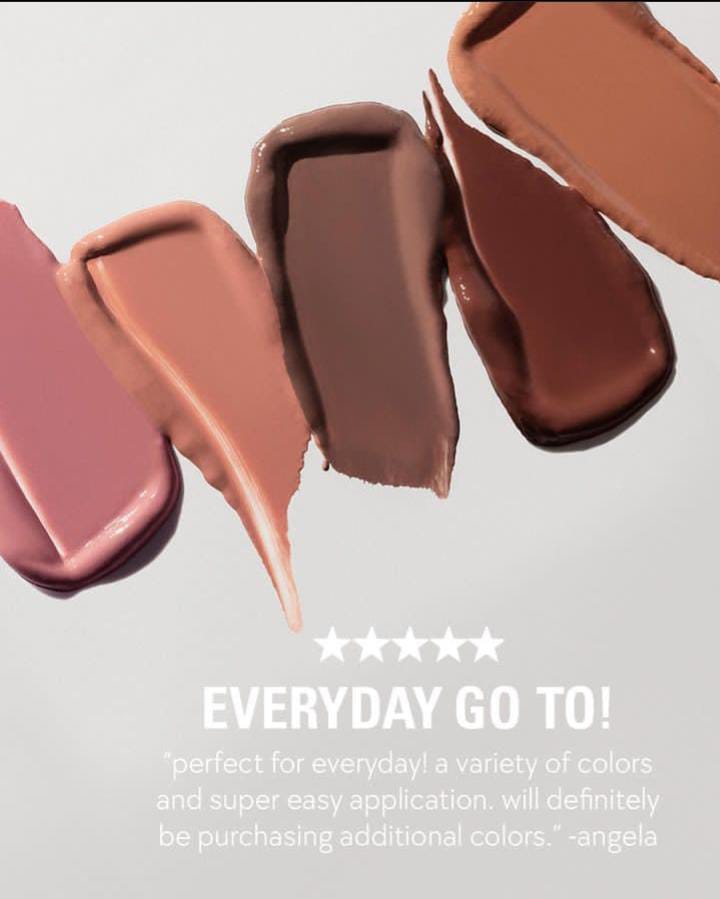 ★★★★★
EVERYDAY GO TO!
"perfect for everyday! a variety of colors
and super easy application. will definitely
be purchasing additional colors." -angela